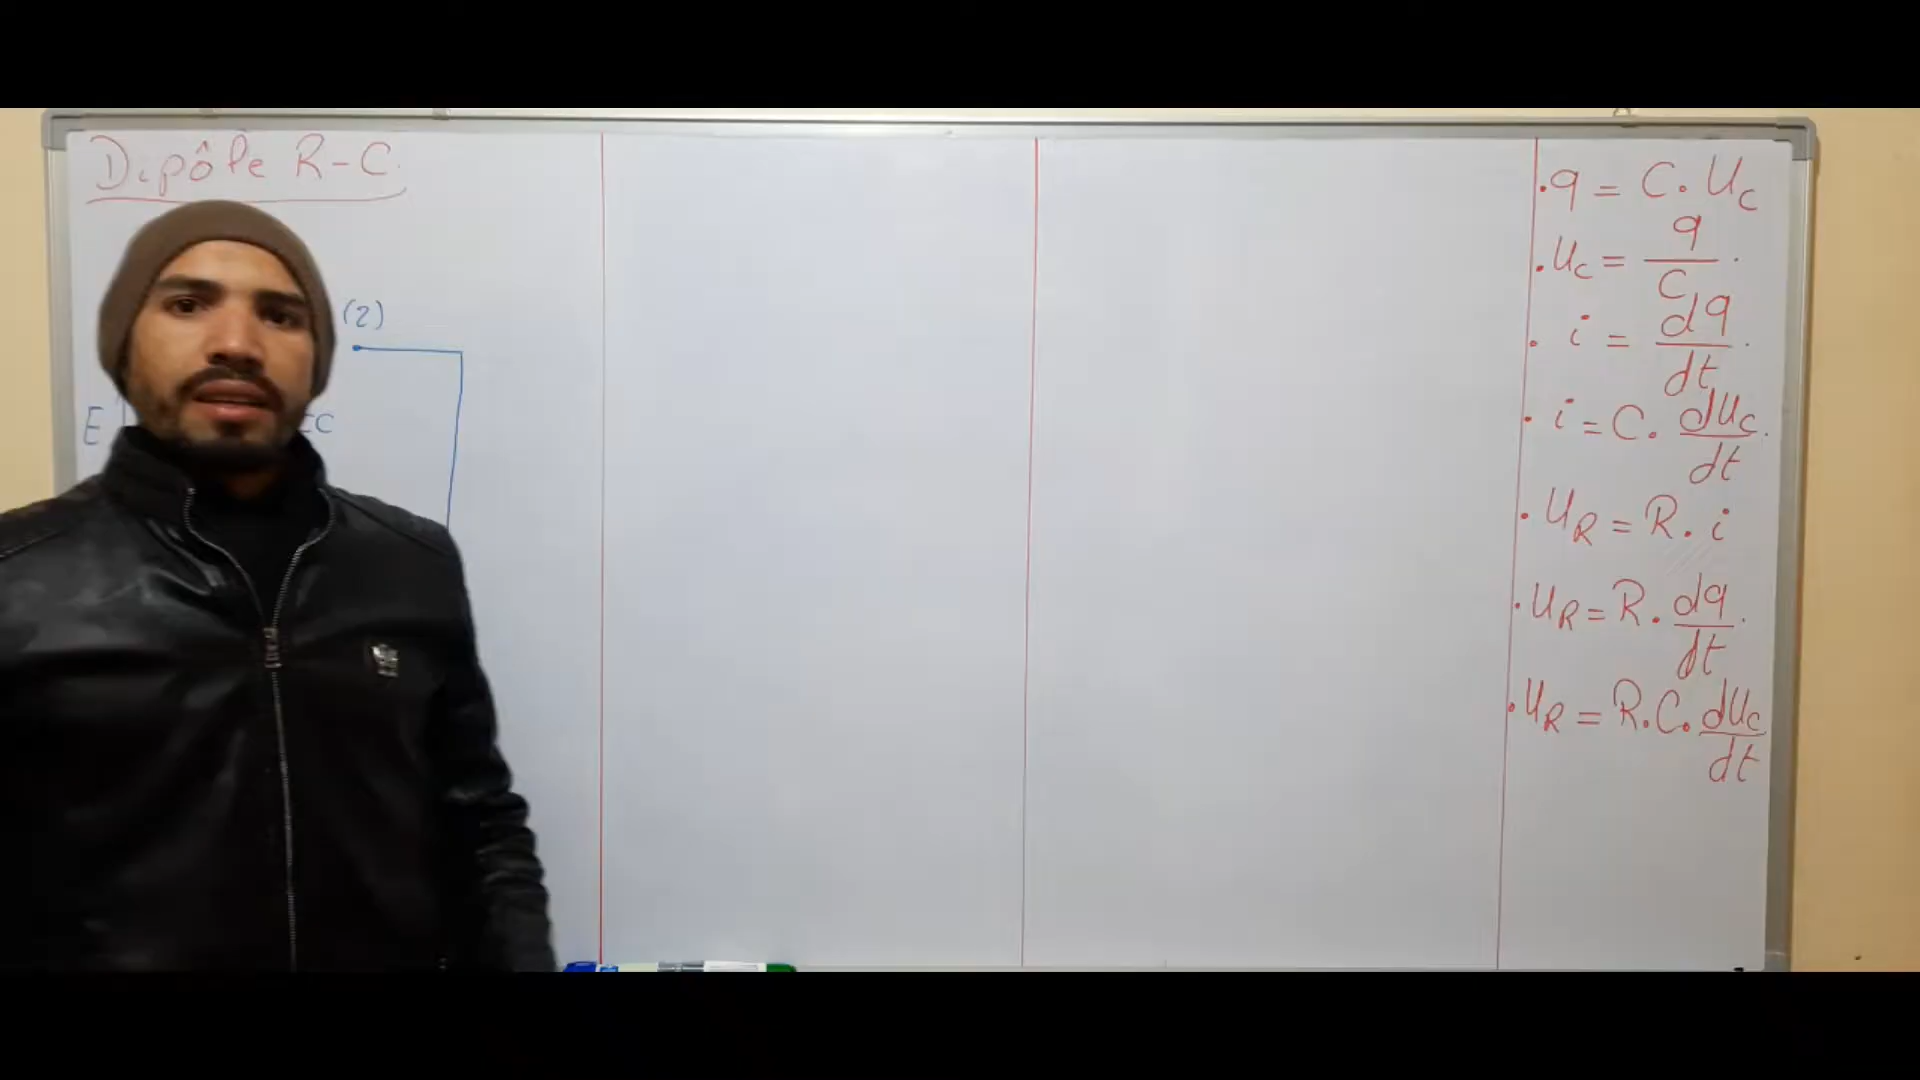 Dipôle R-C.
(2)
E
C
. q = C. Uc
. Uc = q/C .
. i = dq/dt .
. i = C. dUc/dt .
. UR = R. i
. UR = R. dq/dt .
. UR = R.C. dUc/dt